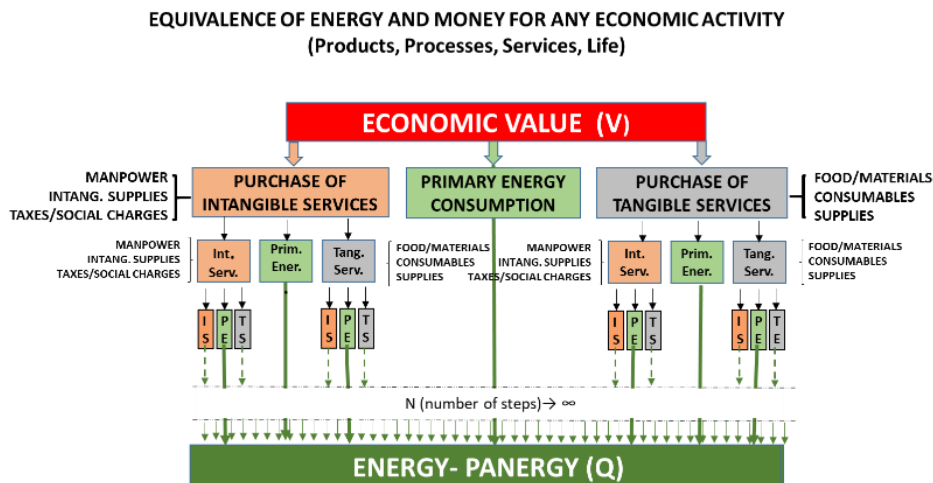 EQUIVALENCE OF ENERGY AND MONEY FOR ANY ECONOMIC ACTIVITY
(Products, Processes, Services, Life)
ECONOMIC VALUE (V)
MANPOWER
INTANG. SUPPLIES
TAXES/SOCIAL CHARGES
PURCHASE OF
INTANGIBLE SERVICES
PRIMARY ENERGY
CONSUMPTION
PURCHASE OF
TANGIBLE SERVICES
FOOD/MATERIALS
CONSUMABLES
SUPPLIES
MANPOWER
INTANG. SUPPLIES
TAXES/SOCIAL CHARGES
Int.
Serv.
Prim.
Ener.
Tang.
Serv.
FOOD/MATERIALS
CONSUMABLES
SUPPLIES
MANPOWER
INTANG. SUPPLIES
TAXES/SOCIAL CHARGES
Int.
Serv.
Prim.
Ener.
Tang.
Serv.
FOOD/MATERIALS
CONSUMABLES
SUPPLIES
I
S
P
E
T
S
I
S
P
E
T
S
I
S
P
E
T
S
I
S
P
E
T
S
N (number of steps)→ ∞
ENERGY- PANERGY (Q)